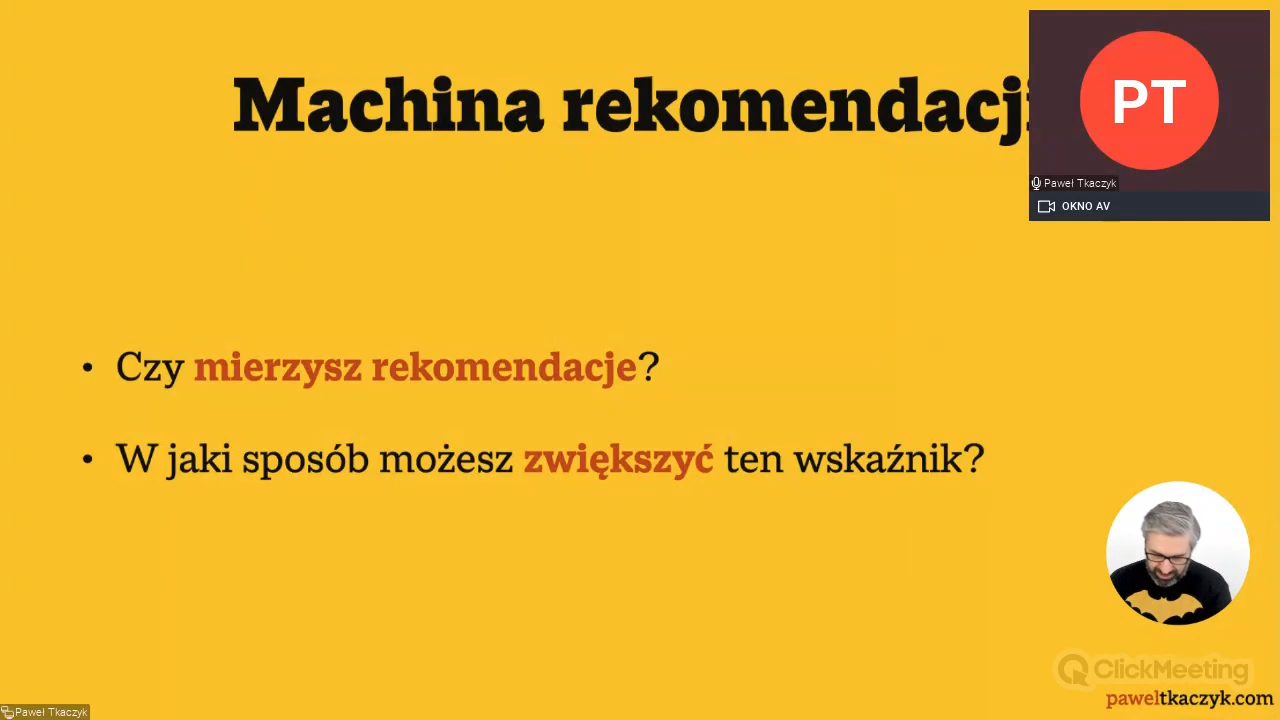 Machina rekomendacji
PT
Paweł Tkaczyk
OKNO AV
• Czy mierzysz rekomendacje?
• W jaki sposób możesz zwiększyć ten wskaźnik?
ClickMeeting
paweltkaczyk.com
Paweł Tkaczyk